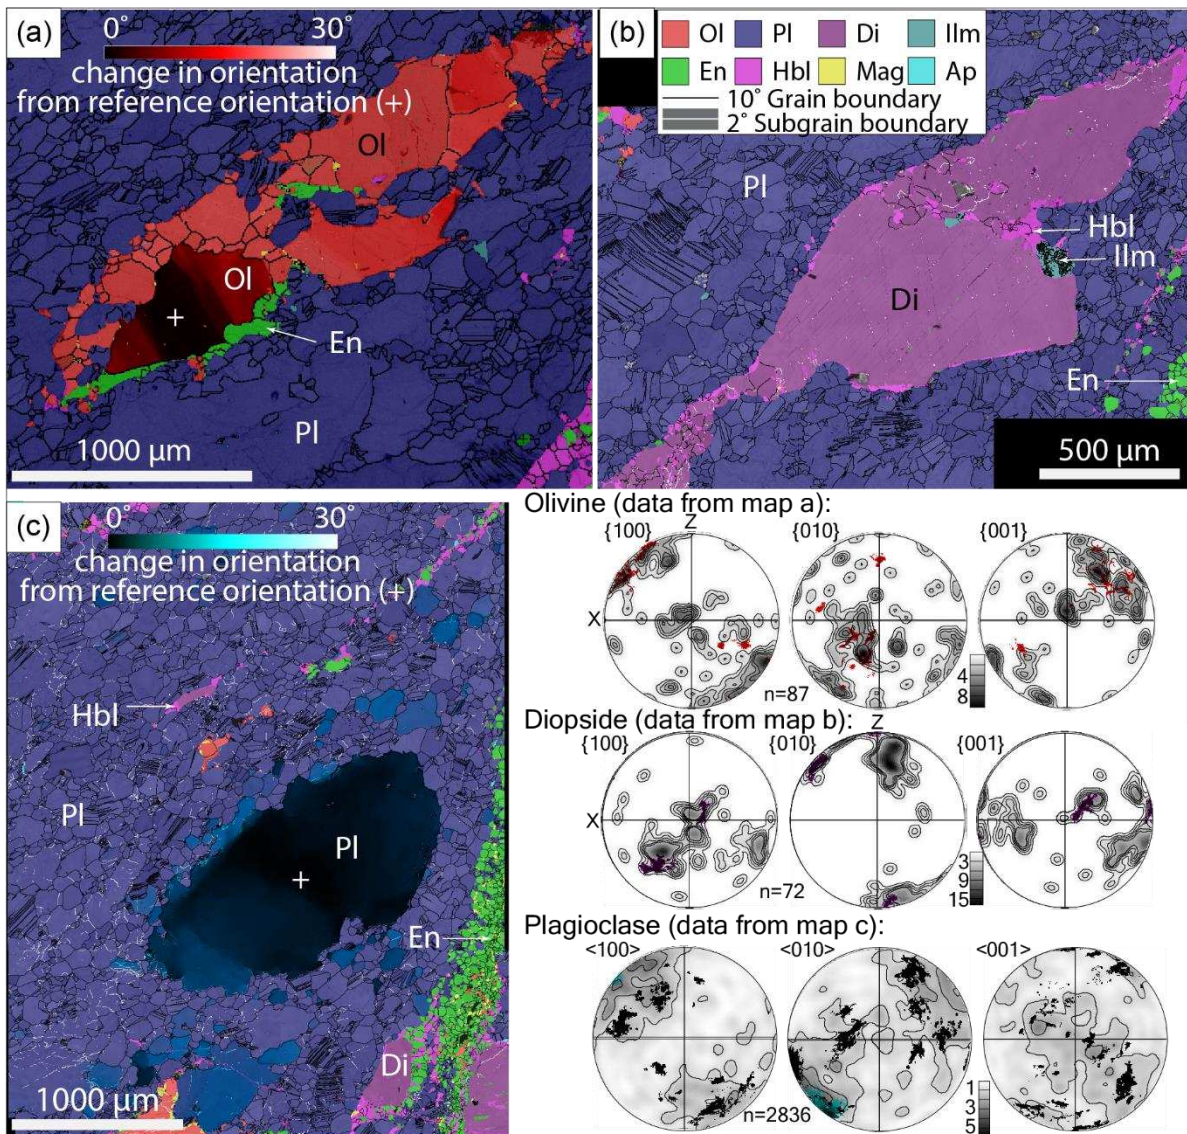 (a)
0° 30°
change in orientation
from reference orientation (+)
Ol
Ol
+
En
Pl
1000 µm
(b)
Ol Pl Di Ilm
En Hbl Mag Ap
10° Grain boundary
2° Subgrain boundary
Pl
Hbl
Ilm
Di
En
500 µm
(c)
0° 30°
change in orientation
from reference orientation (+)
Hbl
Pl
Pl
+
En
Di
1000 µm
Olivine (data from map a):
{100} Z {010} {001}
X
4
8
n=87
Diopside (data from map b):
{100} {010} Z {001}
X
3
9
15
n=72
Plagioclase (data from map c):
<100> <010> <001>
1
3
5
n=2836